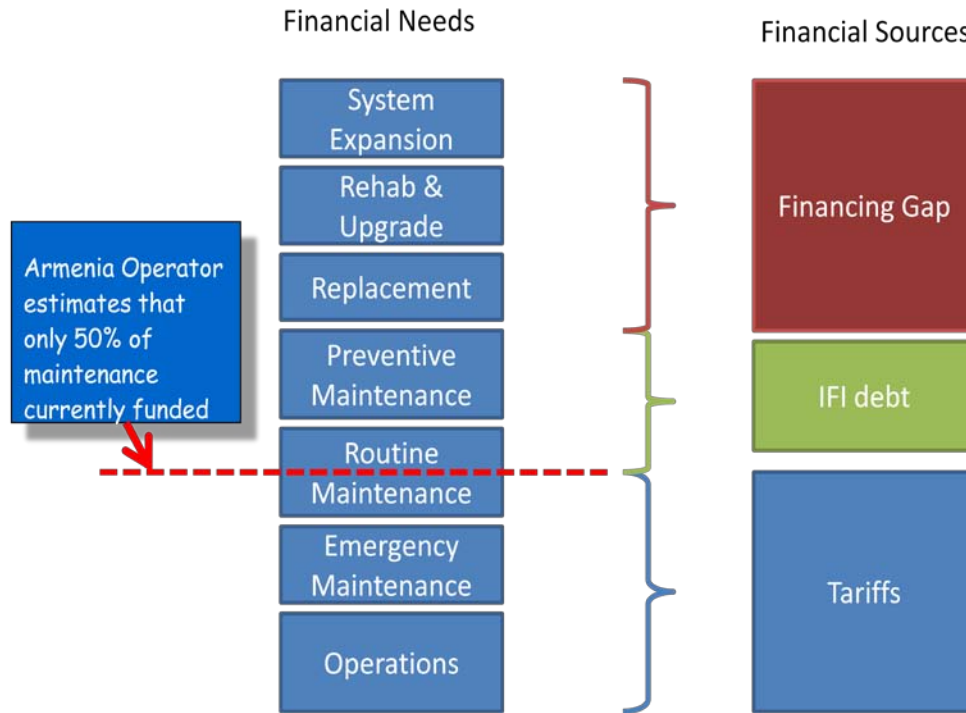 Financial Needs
Financial Sources
System
Expansion
Rehab &
Upgrade
Replacement
Preventive
Maintenance
Routine
Maintenance
Emergency
Maintenance
Operations
Armenia Operator
estimates that
only 50% of
maintenance
currently funded
Financing Gap
IFI debt
Tariffs